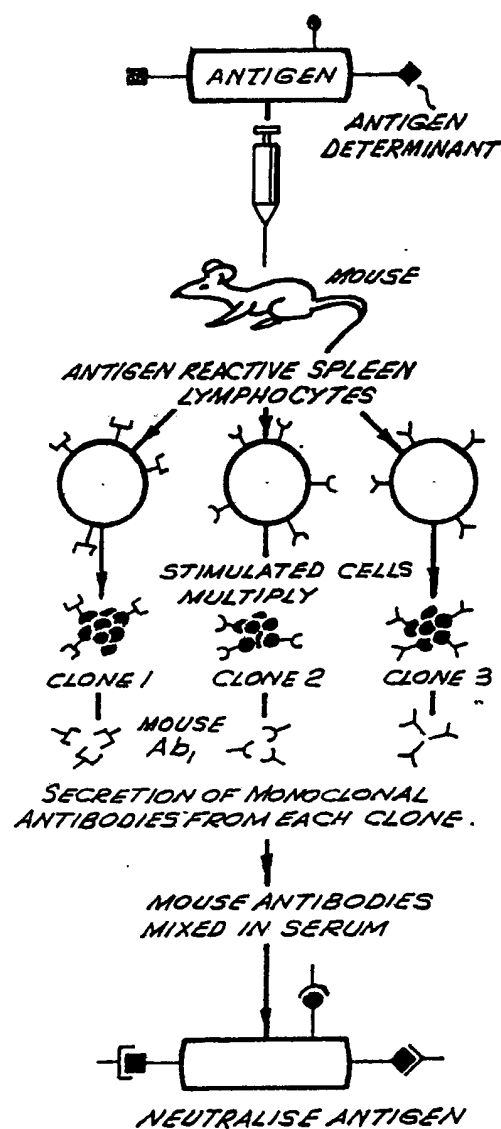 ANTIGEN
ANTIGEN
DETERMINANT
MOUSE
ANTIGEN REACTIVE SPLEEN
LYMPHOCYTES
STIMULATED CELLS
MULTIPLY
CLONE 1
CLONE 2
CLONE 3
MOUSE
Ab₁
SECRETION OF MONOCLONAL
ANTIBODIES FROM EACH CLONE.
MOUSE ANTIBODIES
MIXED IN SERUM
NEUTRALISE ANTIGEN